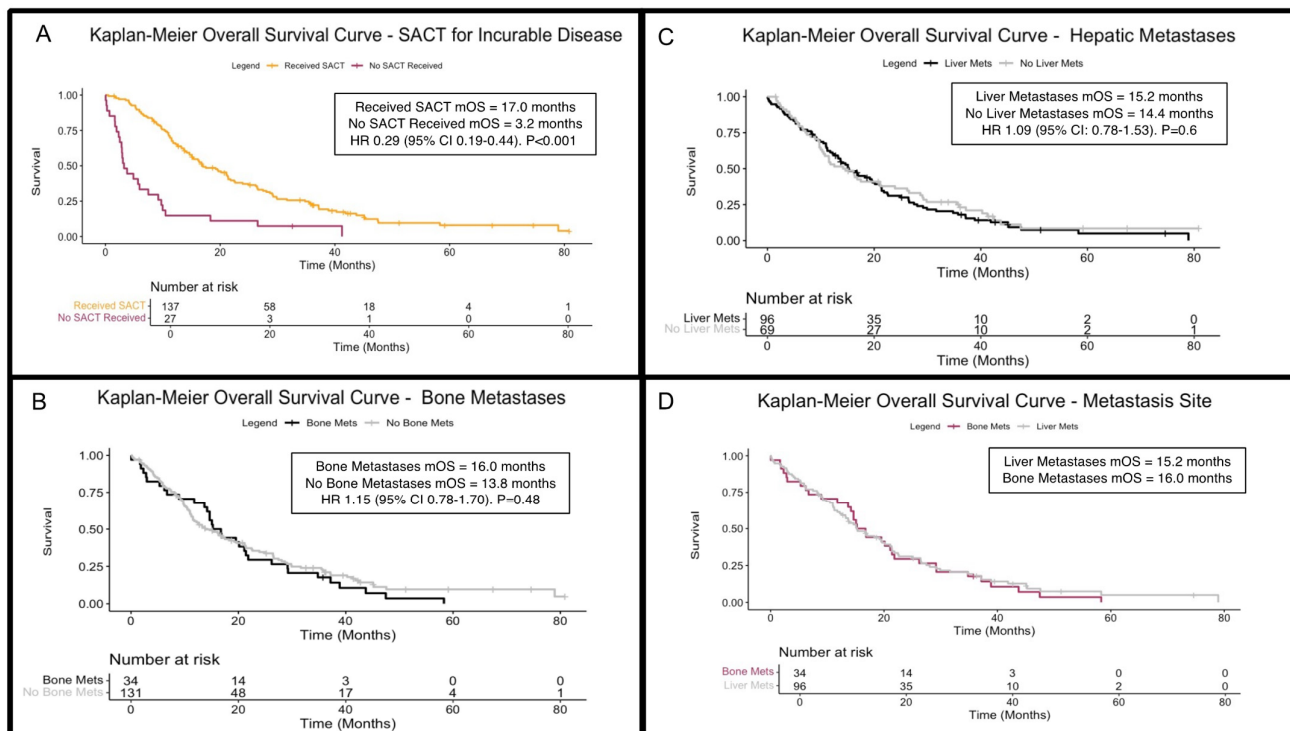 A
Kaplan-Meier Overall Survival Curve - SACT for Incurable Disease
Legend Received SACT No SACT Received
Received SACT mOS = 17.0 months
No SACT Received mOS = 3.2 months
HR 0.29 (95% CI 0.19-0.44). P<0.001
Survival
1.00
0.75
0.50
0.25
0.00
0 20 40 60 80
Time (Months)
Number at risk
Received SACT 137 58 18 4 1
No SACT Received 27 3 1 0 0
0 20 40 60 80
Time (Months)
C
Kaplan-Meier Overall Survival Curve - Hepatic Metastases
Legend Liver Mets No Liver Mets
Liver Metastases mOS = 15.2 months
No Liver Metastases mOS = 14.4 months
HR 1.09 (95% CI: 0.78-1.53). P=0.6
Survival
1.00
0.75
0.50
0.25
0.00
0 20 40 60 80
Time (Months)
Number at risk
Liver Mets 96 35 10 2 0
No Liver Mets 69 27 10 2 1
0 20 40 60 80
Time (Months)
B
Kaplan-Meier Overall Survival Curve - Bone Metastases
Legend Bone Mets No Bone Mets
Bone Metastases mOS = 16.0 months
No Bone Metastases mOS = 13.8 months
HR 1.15 (95% CI 0.78-1.70). P=0.48
Survival
1.00
0.75
0.50
0.25
0.00
0 20 40 60 80
Time (Months)
Number at risk
Bone Mets 34 14 3 0 0
No Bone Mets 131 48 17 4 1
0 20 40 60 80
Time (Months)
D
Kaplan-Meier Overall Survival Curve - Metastasis Site
Legend Bone Mets Liver Mets
Liver Metastases mOS = 15.2 months
Bone Metastases mOS = 16.0 months
Survival
1.00
0.75
0.50
0.25
0.00
0 20 40 60 80
Time (Months)
Number at risk
Bone Mets 34 14 3 0 0
Liver Mets 96 35 10 2 0
0 20 40 60 80
Time (Months)